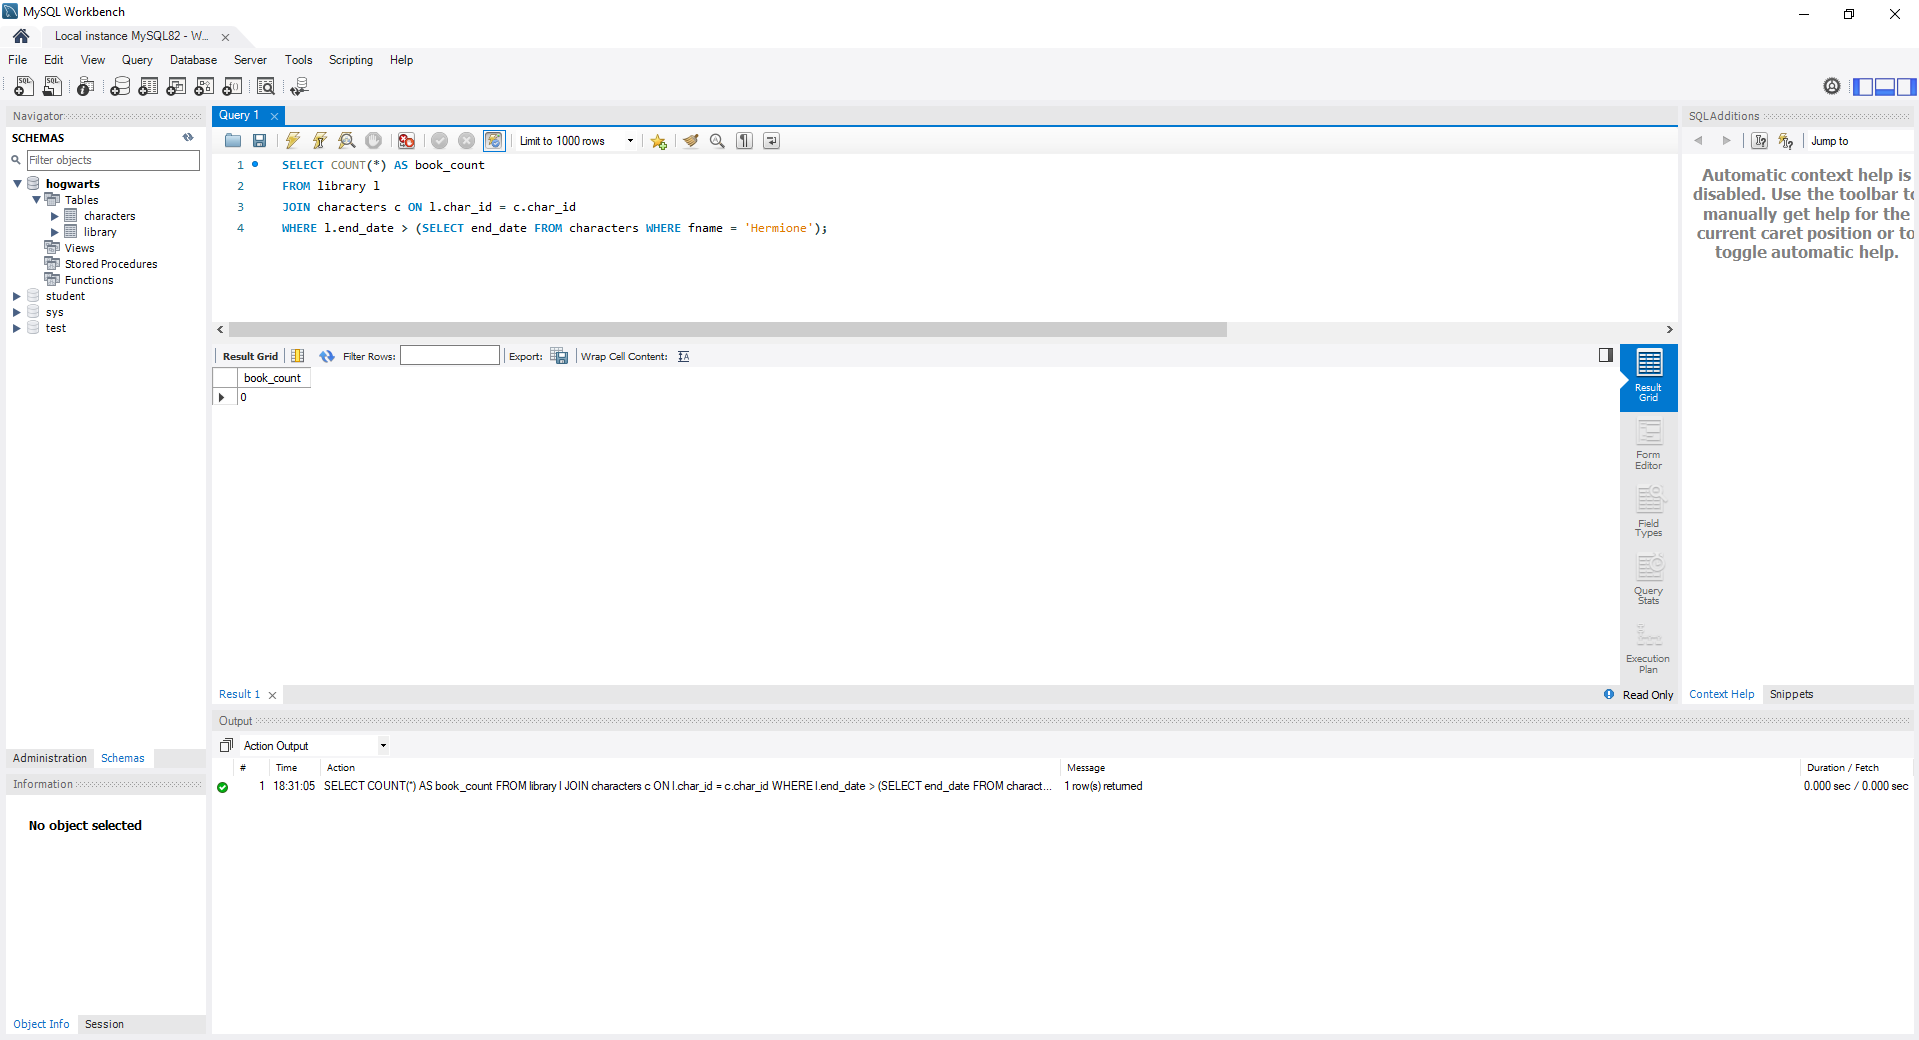 MySQL Workbench
Local instance MySQL82 - W...
File Edit View Query Database Server Tools Scripting Help
Navigator
SCHEMAS
Filter objects
hogwarts
Tables
characters
library
Views
Stored Procedures
Functions
student
sys
test
Administration Schemas
Information
No object selected
Object Info Session
Query 1
Limit to 1000 rows
1 SELECT COUNT(*) AS book_count
2 FROM library l
3 JOIN characters c ON l.char_id = c.char_id
4 WHERE l.end_date > (SELECT end_date FROM characters WHERE fname = 'Hermione');
Result Grid Filter Rows: Export: Wrap Cell Content:
book_count
0
Result
Grid
Form
Editor
Field
Types
Query
Stats
Execution
Plan
Result 1
Read Only
SQLAdditions
Jump to
Automatic context help is
disabled. Use the toolbar to
manually get help for the
current caret position or to
toggle automatic help.
Context Help Snippets
Output
Action Output
# Time Action Message Duration / Fetch
1 18:31:05 SELECT COUNT(*) AS book_count FROM library l JOIN characters c ON l.char_id = c.char_id WHERE l.end_date > (SELECT end_date FROM charact... 1 row(s) returned 0.000 sec / 0.000 sec